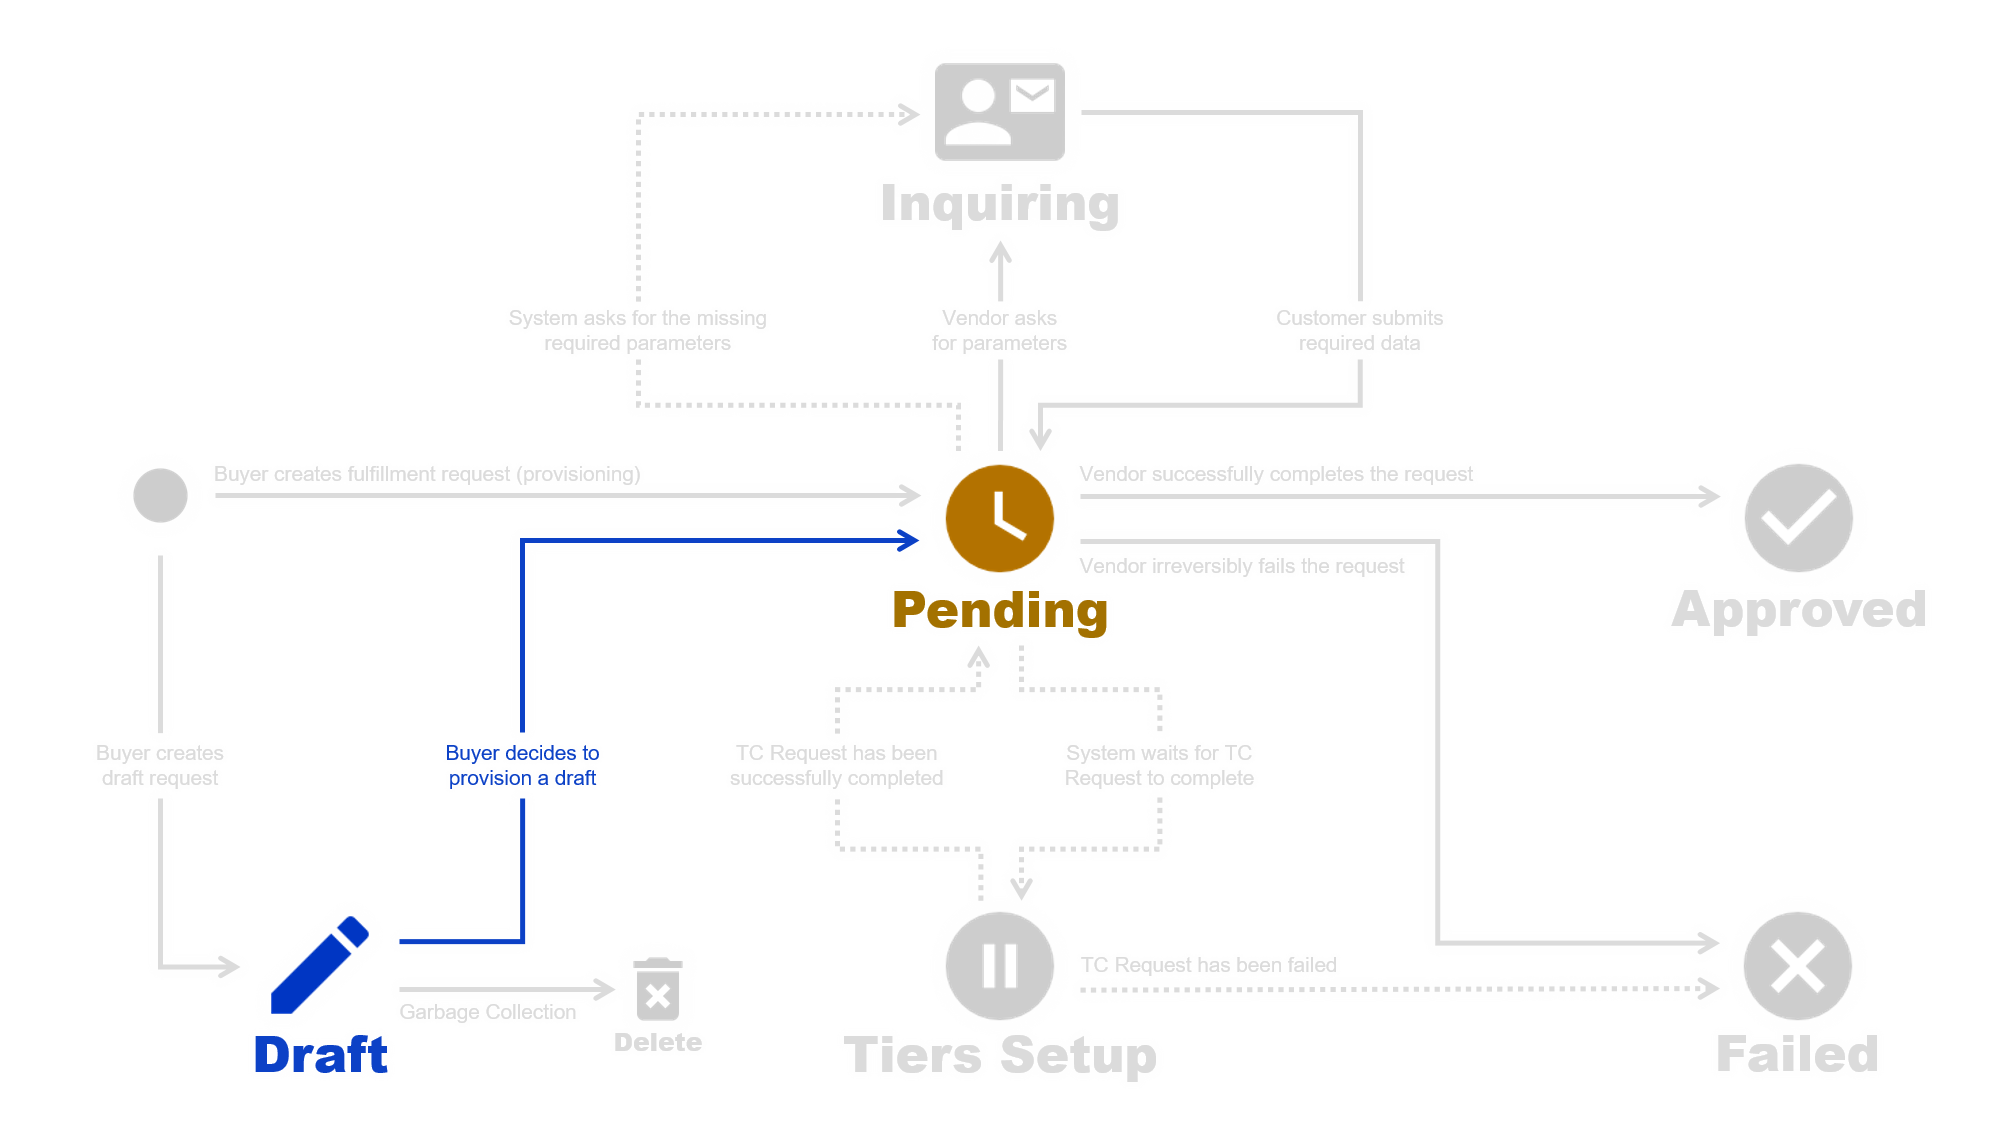 Inquiring
System asks for the missing
required parameters
Vendor asks
for parameters
Customer submits
required data
Buyer creates fulfillment request (provisioning)
Vendor successfully completes the request
Vendor irreversibly fails the request
Pending
Approved
Buyer creates
draft request
Buyer decides to
provision a draft
TC Request has been
successfully completed
System waits for TC
Request to complete
Garbage Collection
TC Request has been failed
Draft
Delete
Tiers Setup
Failed